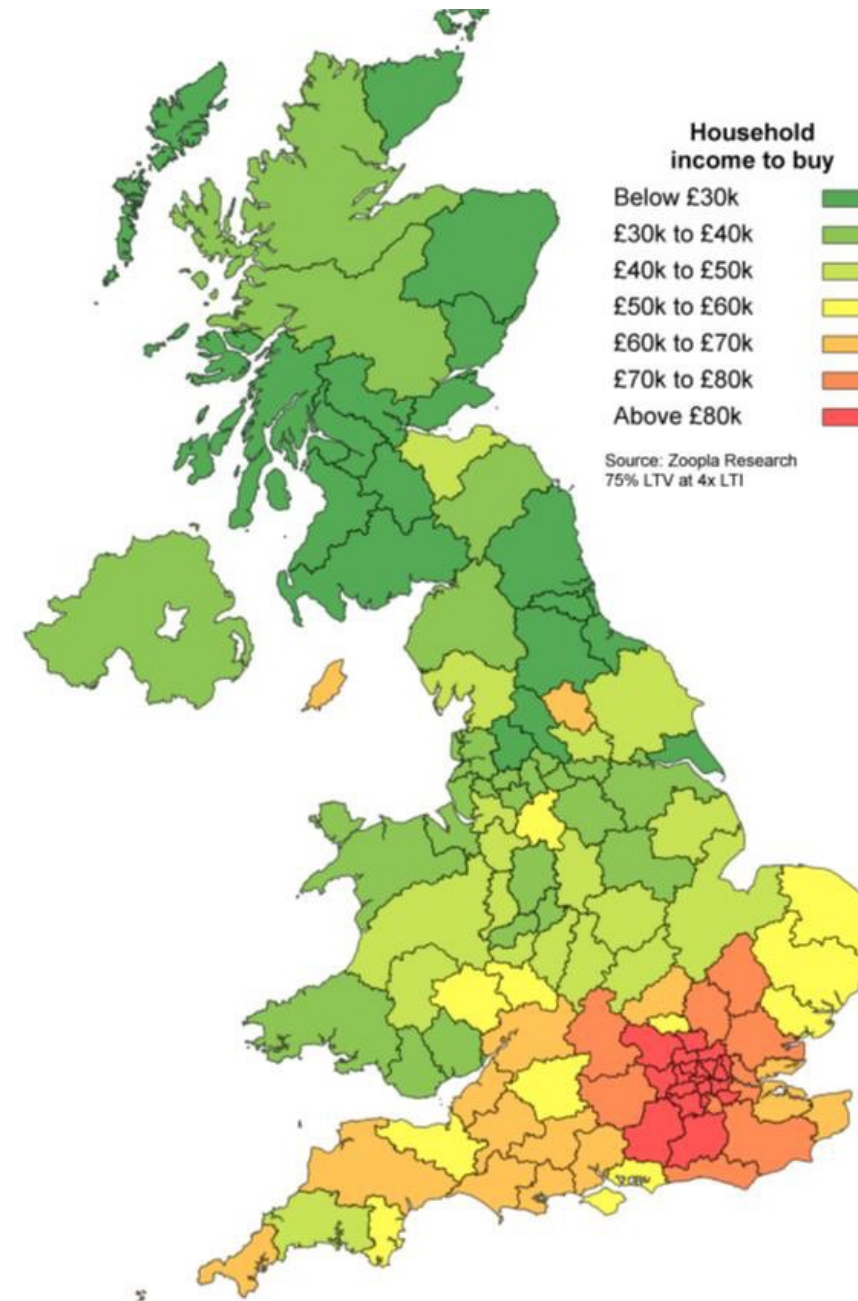 Household
income to buy
Below £30k
£30k to £40k
£40k to £50k
£50k to £60k
£60k to £70k
£70k to £80k
Above £80k
Source: Zoopla Research
75% LTV at 4x LTI